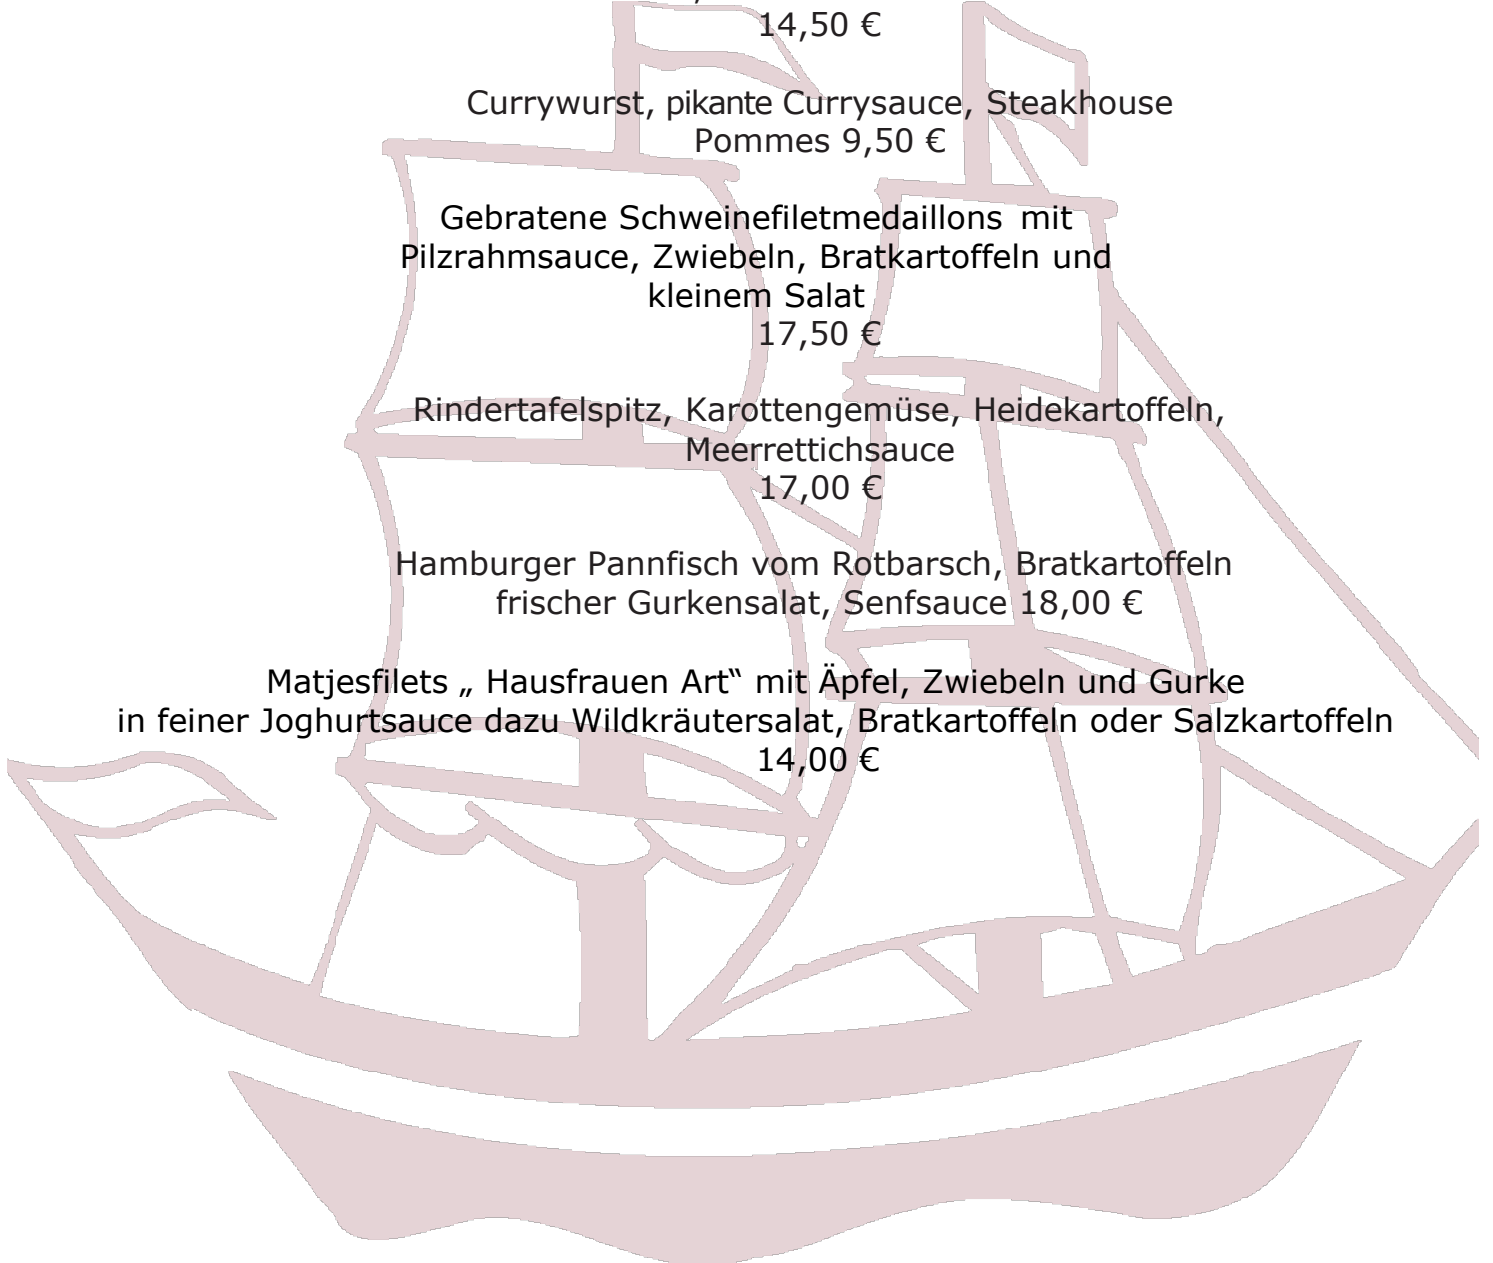 14,50 €
Currywurst, pikante Currysauce, Steakhouse
Pommes 9,50 €
Gebratene Schweinefiletmedaillons mit
Pilzrahmsauce, Zwiebeln, Bratkartoffeln und
kleinem Salat
17,50 €
Rindertafelspitz, Karottengemüse, Heidekartoffeln,
Meerrettichsauce
17,00 €
Hamburger Pannfisch vom Rotbarsch, Bratkartoffeln
frischer Gurkensalat, Senfsauce 18,00 €
Matjesfilets „ Hausfrauen Art“ mit Äpfel, Zwiebeln und Gurke
in feiner Joghurtsauce dazu Wildkräutersalat, Bratkartoffeln oder Salzkartoffeln
14,00 €